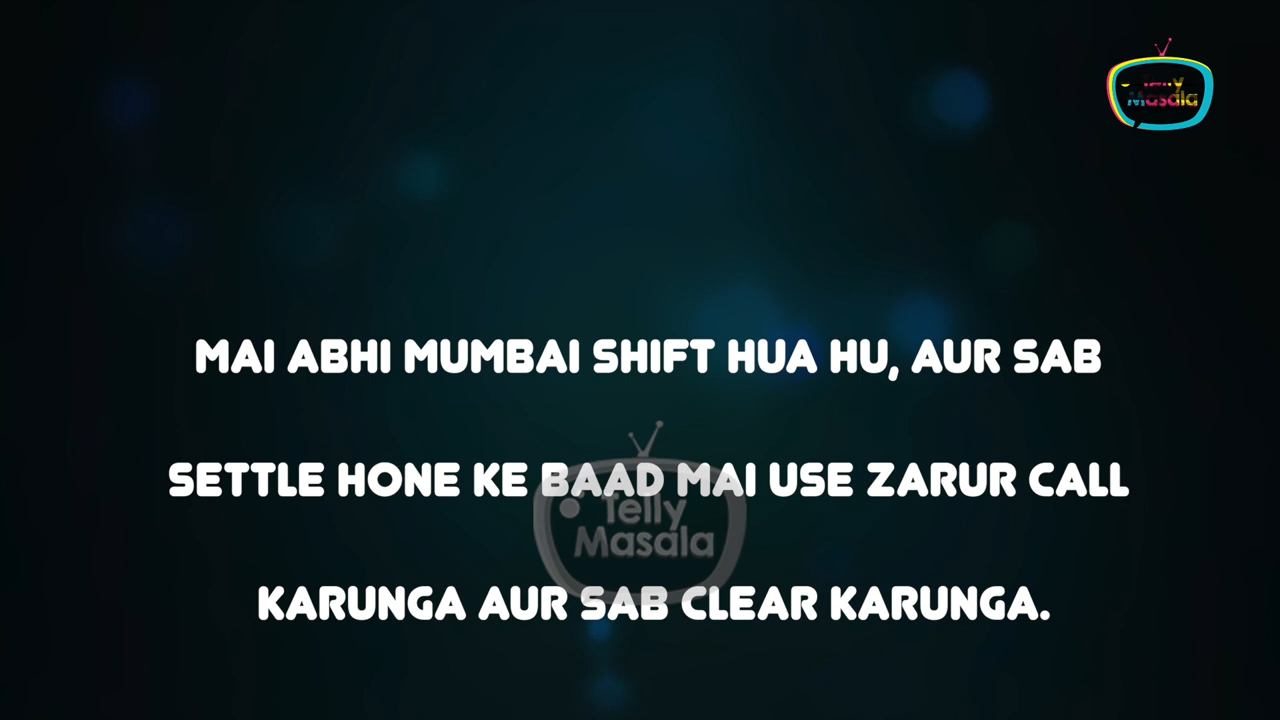 Telly
Masala
MAI ABHI MUMBAI SHIFT HUA HU, AUR SAB
SETTLE HONE KE BAAD MAI USE ZARUR CALL
Telly
Masala
KARUNGA AUR SAB CLEAR KARUNGA.